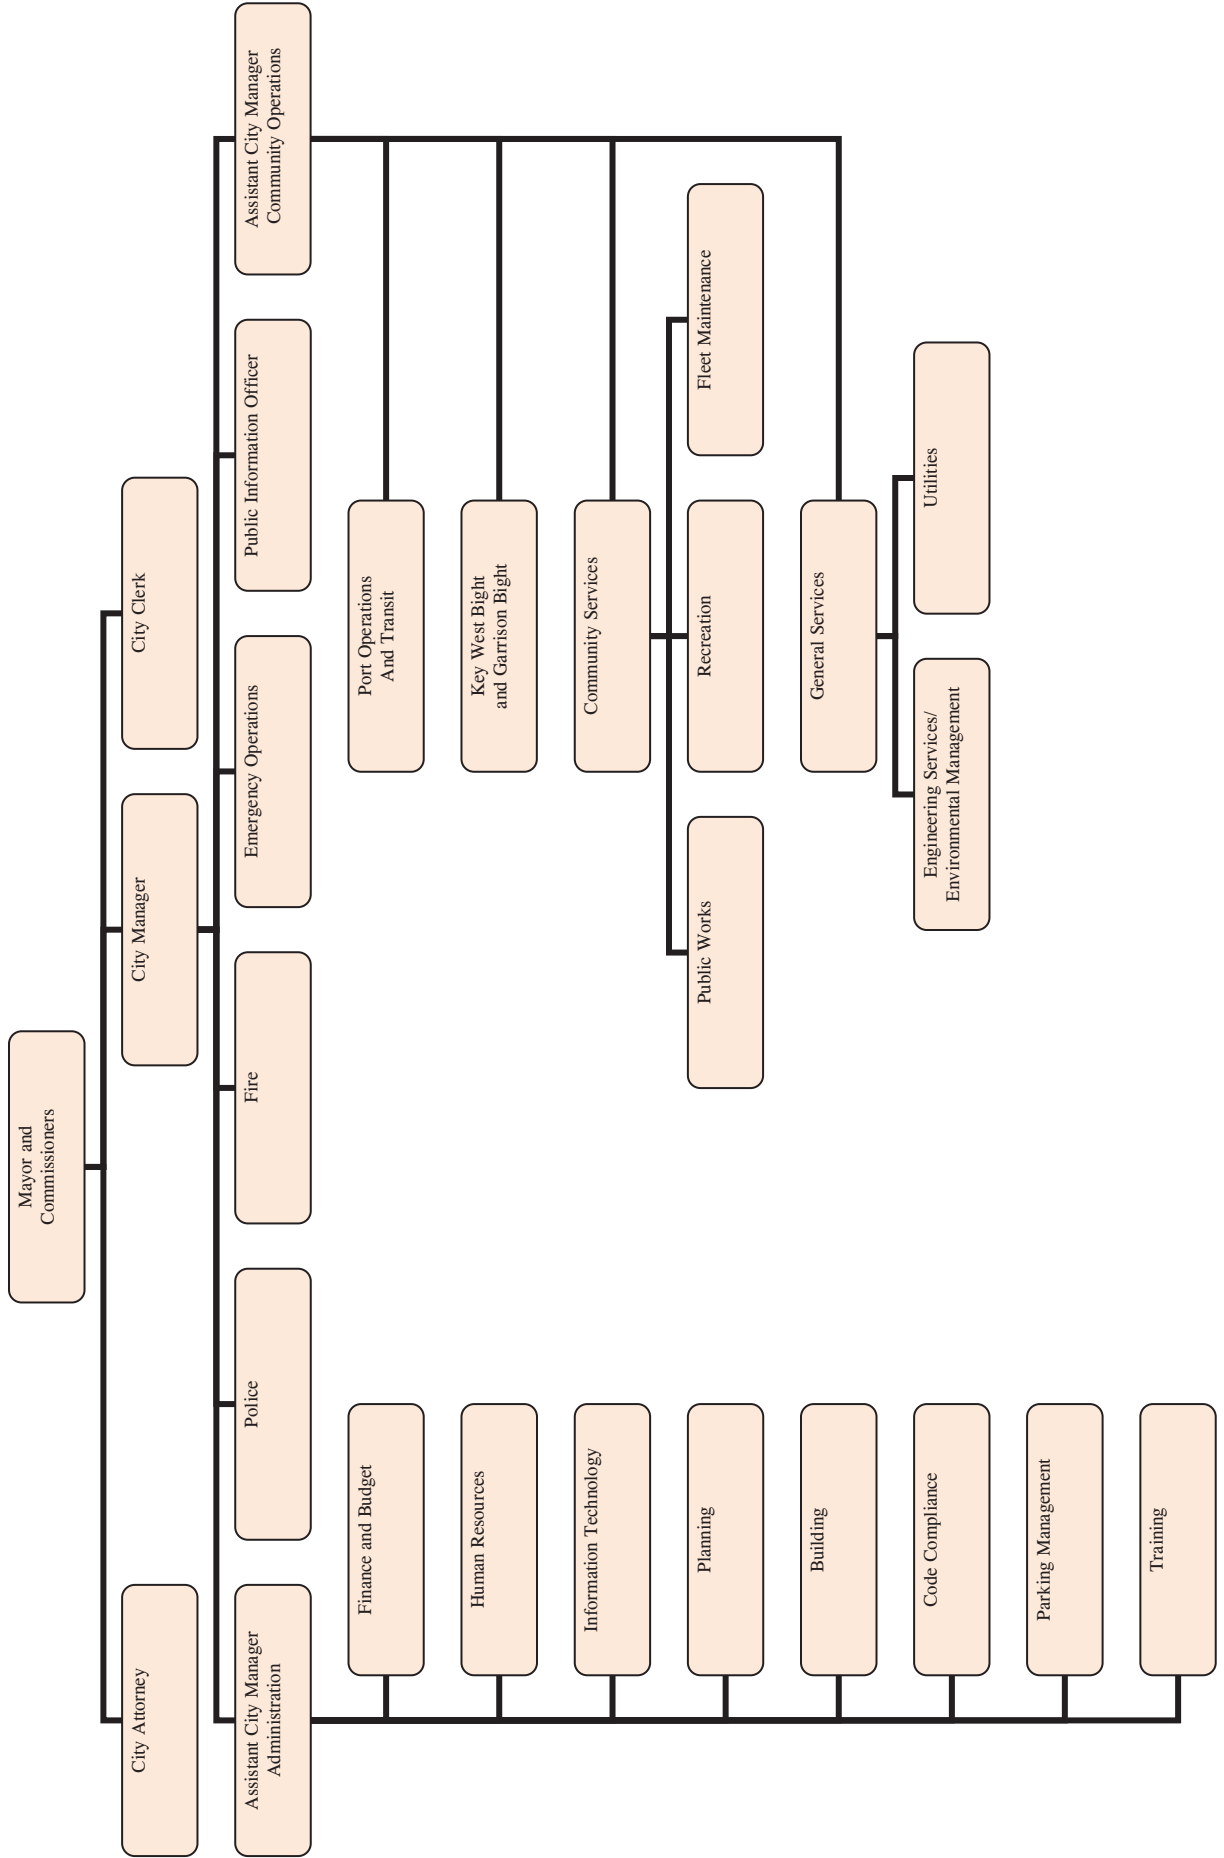 Mayor and
Commissioners
City Attorney
City Manager
City Clerk
Assistant City Manager
Administration
Police
Fire
Emergency Operations
Public Information Officer
Assistant City Manager
Community Operations
Finance and Budget
Human Resources
Information Technology
Planning
Building
Code Compliance
Parking Management
Training
Port Operations
And Transit
Key West Bight
and Garrison Bight
Community Services
Public Works
Recreation
Fleet Maintenance
General Services
Engineering Services/
Environmental Management
Utilities